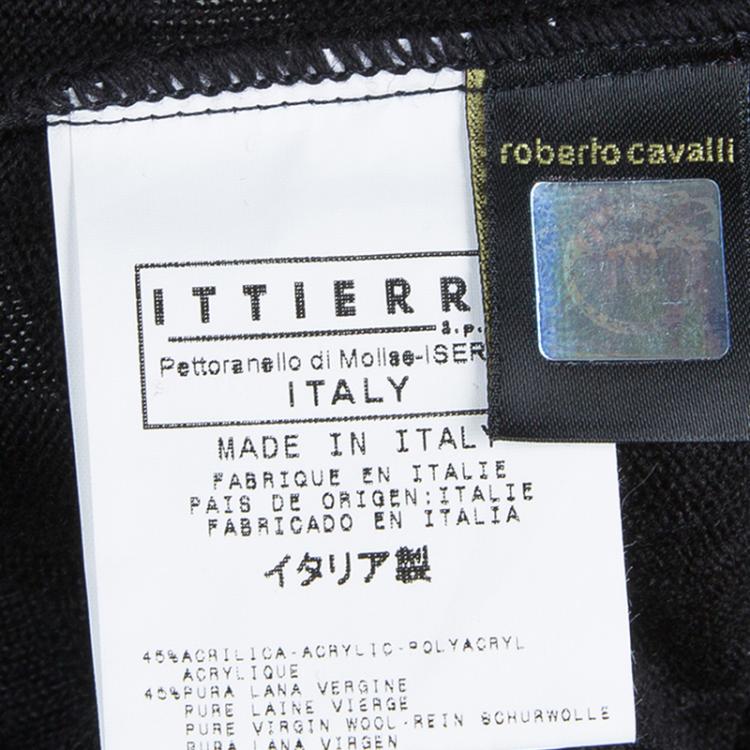 roberto cavalli
ITTIERR
s.p.
Pettoranello di Molise-ISER
ITALY
MADE IN ITALY
FABRIQUE EN ITALIE
PAIS DE ORIGEN:ITALIE
FABRICADO EN ITALIA
イタリア製
45%ACRILICA-ACRYLIC-POLYACRYL
ACRYLIQUE
45%PURA LANA VERGINE
PURE LAINE VIERGE
PURE VIRGIN WOOL-REIN SCHURWOLLE
PURA LANA VIRGEN